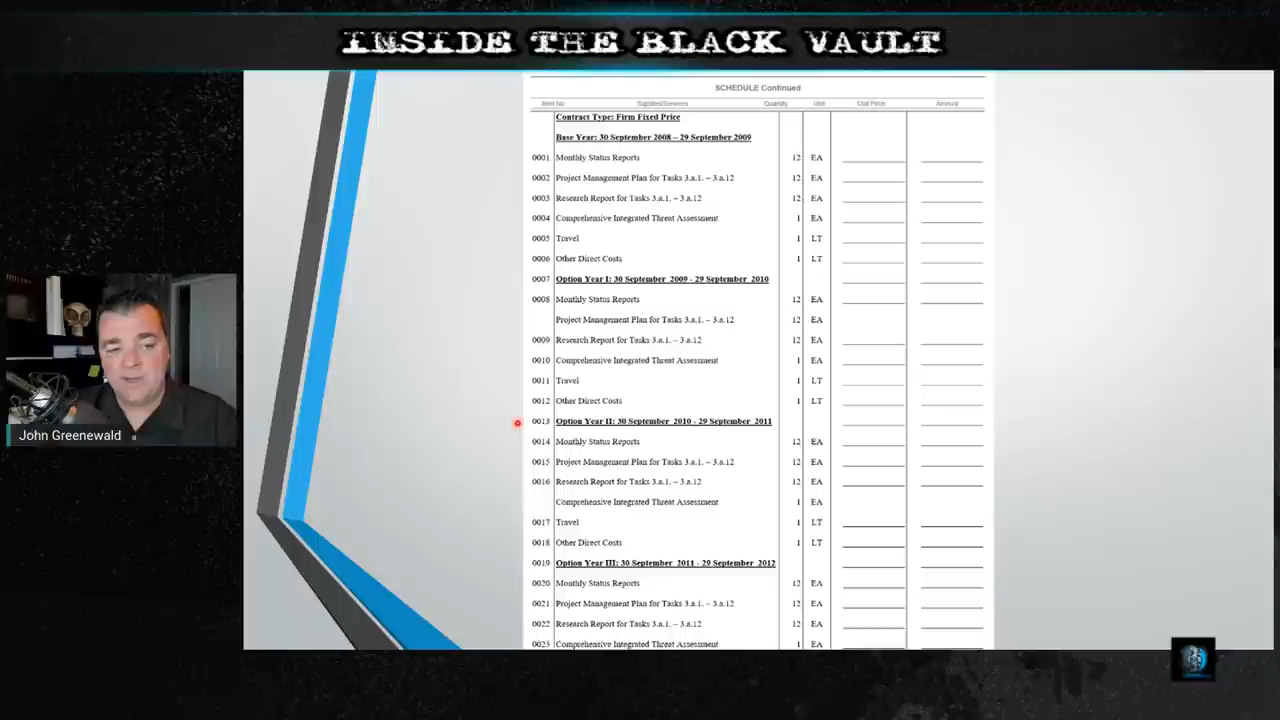 INSIDE THE BLACK VAULT
SCHEDULE Continued
Item No. Supplies/Services Quantity Unit Unit Price Amount
Contract Type: Firm Fixed Price
Base Year: 30 September 2008 – 29 September 2009
0001 Monthly Status Reports 12 EA
0002 Project Management Plan for Tasks 3.a.1. – 3.a.12 12 EA
0003 Research Report for Tasks 3.a.1. – 3.a.12 12 EA
0004 Comprehensive Integrated Threat Assessment 1 EA
0005 Travel 1 LT
0006 Other Direct Costs 1 LT
0007 Option Year I: 30 September 2009 - 29 September 2010
0008 Monthly Status Reports 12 EA
Project Management Plan for Tasks 3.a.1. – 3.a.12 12 EA
0009 Research Report for Tasks 3.a.1. – 3.a.12 12 EA
0010 Comprehensive Integrated Threat Assessment 1 EA
0011 Travel 1 LT
0012 Other Direct Costs 1 LT
0013 Option Year II: 30 September 2010 - 29 September 2011
0014 Monthly Status Reports 12 EA
0015 Project Management Plan for Tasks 3.a.1. – 3.a.12 12 EA
0016 Research Report for Tasks 3.a.1. – 3.a.12 12 EA
Comprehensive Integrated Threat Assessment 1 EA
0017 Travel 1 LT
0018 Other Direct Costs 1 LT
0019 Option Year III: 30 September 2011 - 29 September 2012
0020 Monthly Status Reports 12 EA
0021 Project Management Plan for Tasks 3.a.1. – 3.a.12 12 EA
0022 Research Report for Tasks 3.a.1. – 3.a.12 12 EA
0023 Comprehensive Integrated Threat Assessment 1 EA
John Greenewald